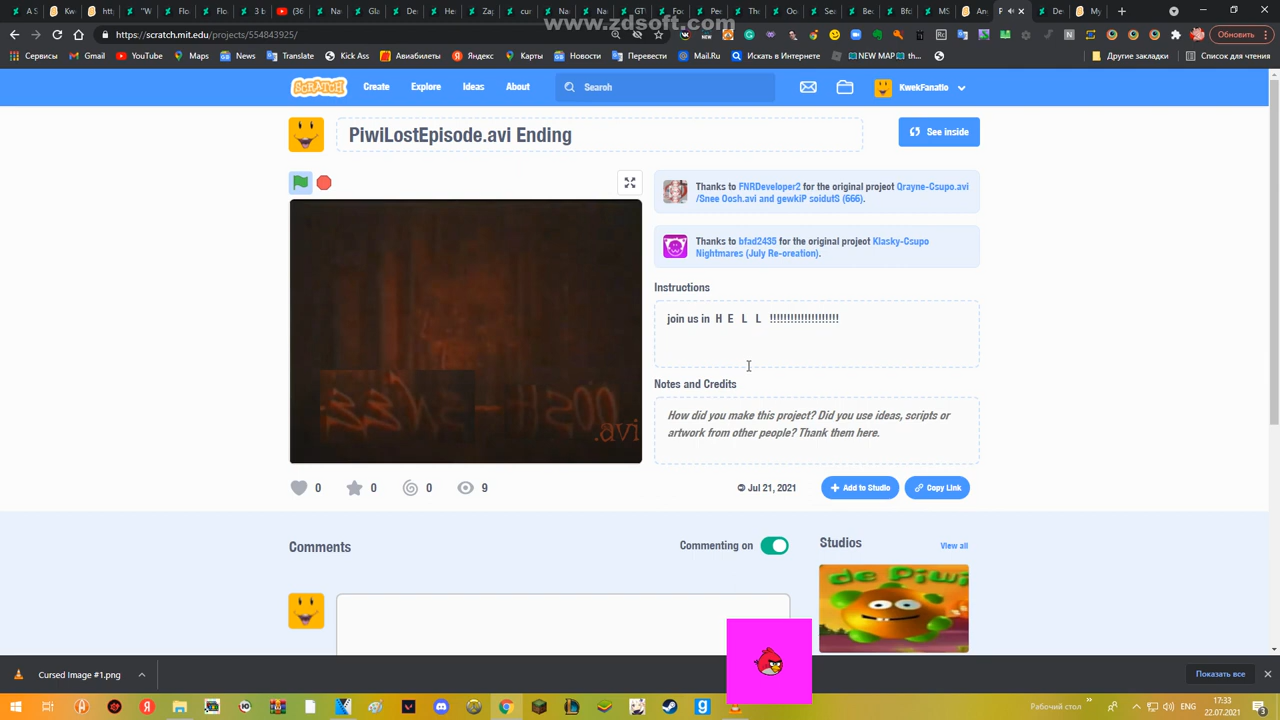 www.zdsoft.com
https://scratch.mit.edu/projects/554843925/
Обновить
Сервисы
Gmail
YouTube
Maps
News
Translate
Kick Ass
Авиабилеты
Яндекс
Карты
Новости
Переводчик
Mail.Ru
Искать в Интернете
NEW MAP
Другие закладки
Список для чтения
SCRATCH
Create
Explore
Ideas
About
Search
KwekFanatio
PiwiLostEpisode.avi Ending
See inside
Thanks to FNRDeveloper2 for the original project Qrayne-Csupo.avi
/Snee Oosh.avi and gewkiP soidutS (666).
Thanks to bfad2435 for the original project Klasky-Csupo
Nightmares (July Re-creation).
Instructions
join us in H E L L !!!!!!!!!!!!!!!!!!!!
.avi
Notes and Credits
How did you make this project? Did you use ideas, scripts or
artwork from other people? Thank them here.
0
0
0
9
Jul 21, 2021
Add to Studio
Copy Link
Comments
Commenting on
Studios
View all
de Piwi
Cursed Image #1.png
Показать все
Рабочий стол
ENG
17:33
22.07.2021